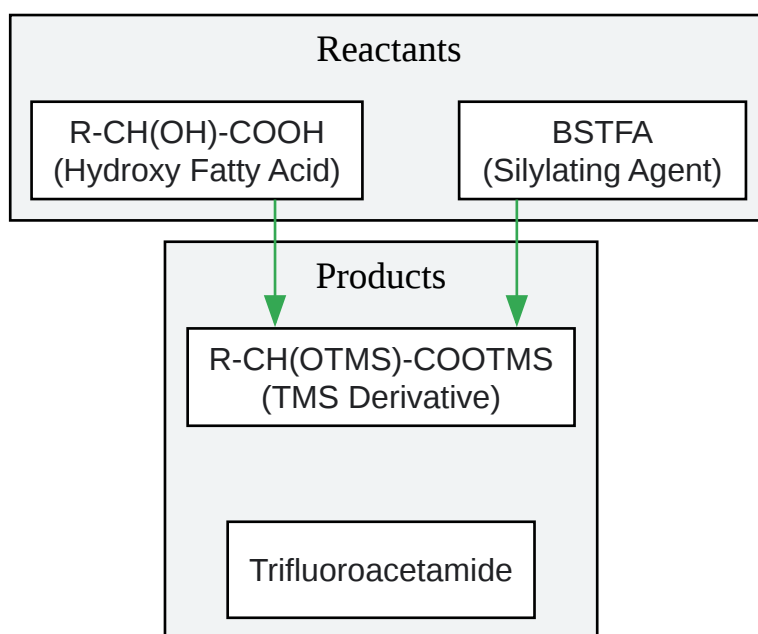 Reactants
R-CH(OH)-COOH
(Hydroxy Fatty Acid)
BSTFA
(Silylating Agent)
Products
R-CH(OTMS)-COOTMS
(TMS Derivative)
Trifluoroacetamide